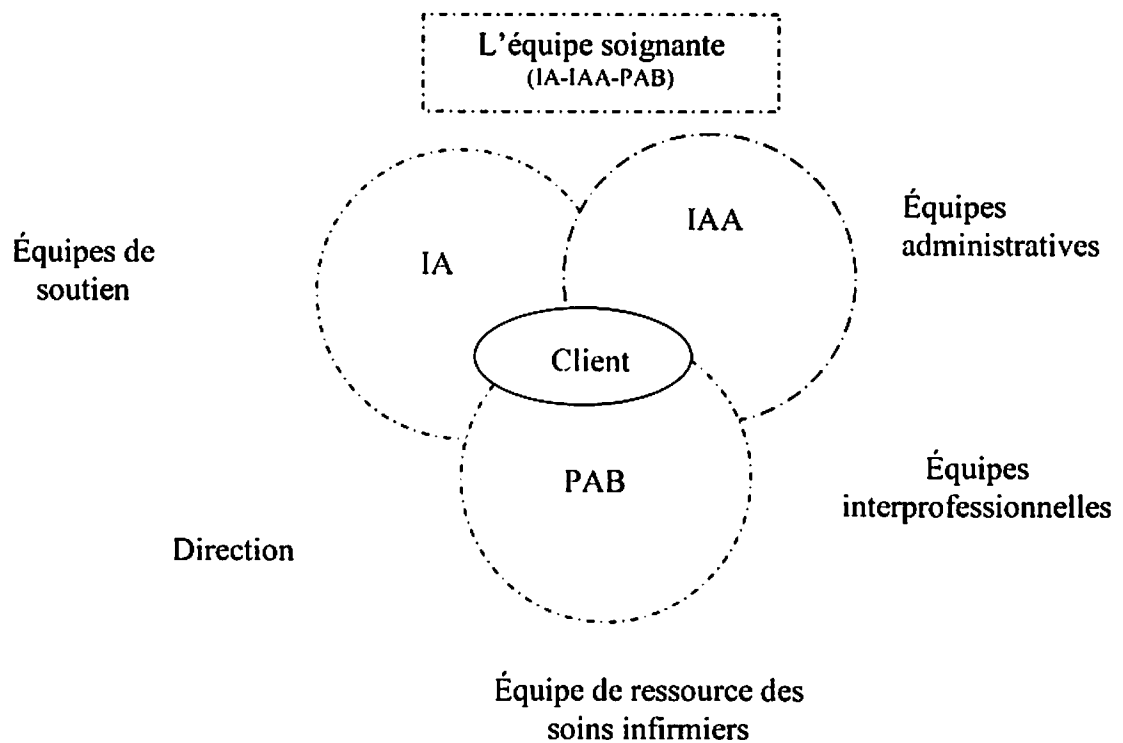 L'équipe soignante
(IA-IAA-PAB)
IAA
Équipes
administratives
Équipes de
soutien
IA
Client
PAB
Équipes
interprofessionnelles
Direction
Équipe de ressource des
soins infirmiers